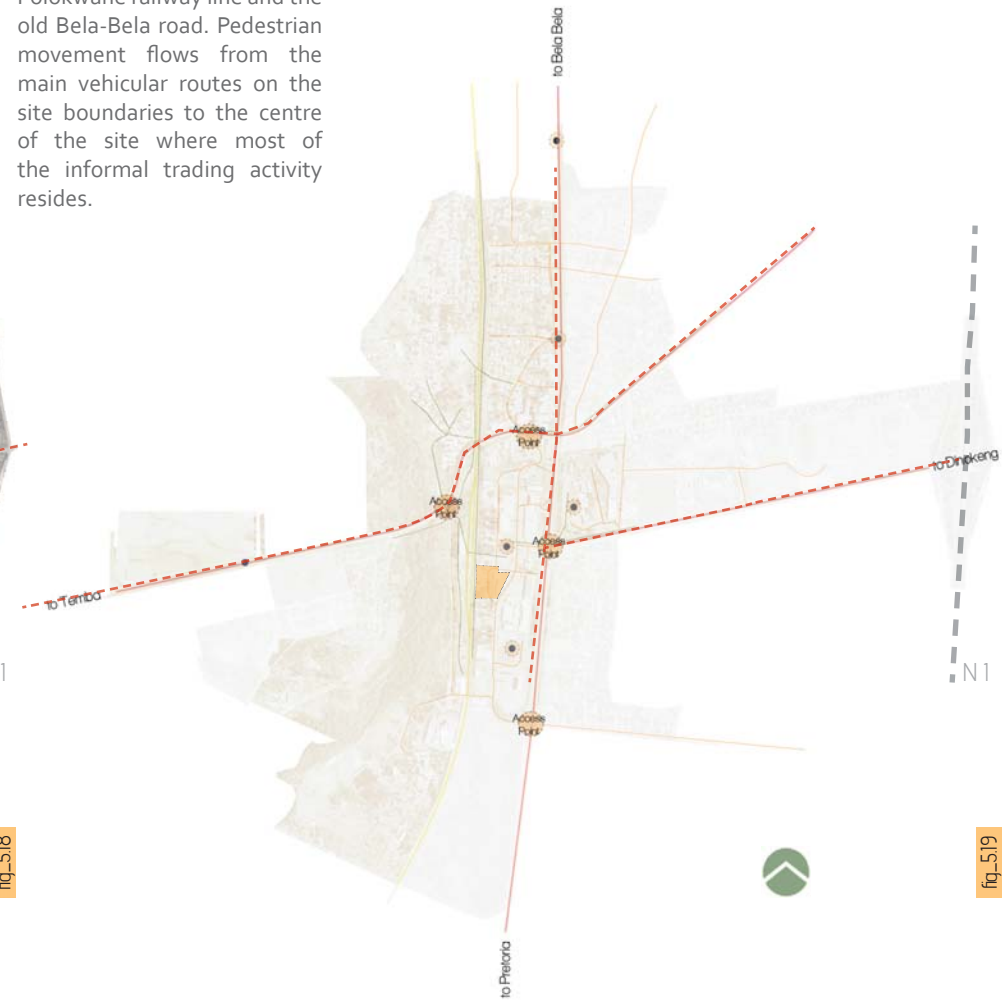 Polokwane railway line and the
old Bela-Bela road. Pedestrian
movement flows from the
main vehicular routes on the
site boundaries to the centre
of the site where most of
the informal trading activity
resides.
to Bela Bela
Access
Point
to Dinokeng
Access
Point
Access
Point
to Temba
1
N1
Access
Point
fig_5.18
fig_5.19
to Pretoria